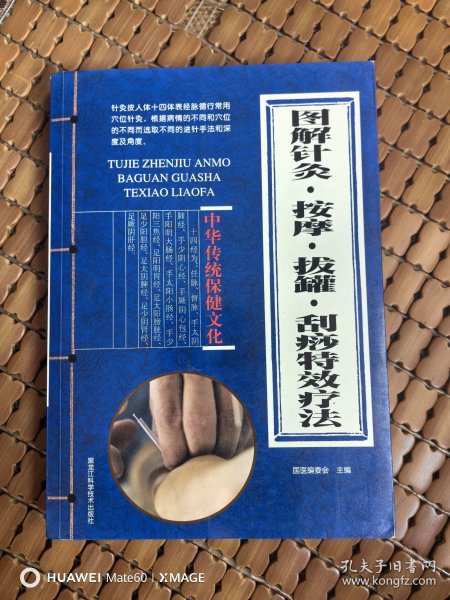 图解针灸·按摩·拔罐·刮痧特效疗法
针灸按人体十四体表经脉循行常用
穴位针灸，根据病情的不同和穴位
的不同而选取不同的进针手法和深
度及角度。
TUJIE ZHENJIU ANMO
BAGUAN GUASHA
TEXIAO LIAOFA
中华传统保健文化
十四经为，任脉、督脉、手太阴
肺经、手少阴心经、手厥阴心包经、
手阳明大肠经、手太阳小肠经、手少
阳三焦经、足阳明胃经、足太阳膀胱经、
足少阳胆经、足太阴脾经、足少阴肾经、
足厥阴肝经。
国医编委会 主编
黑龙江科学技术出版社
HUAWEI Mate60 | XMAGE
孔夫子旧书网
www.kongfz.com